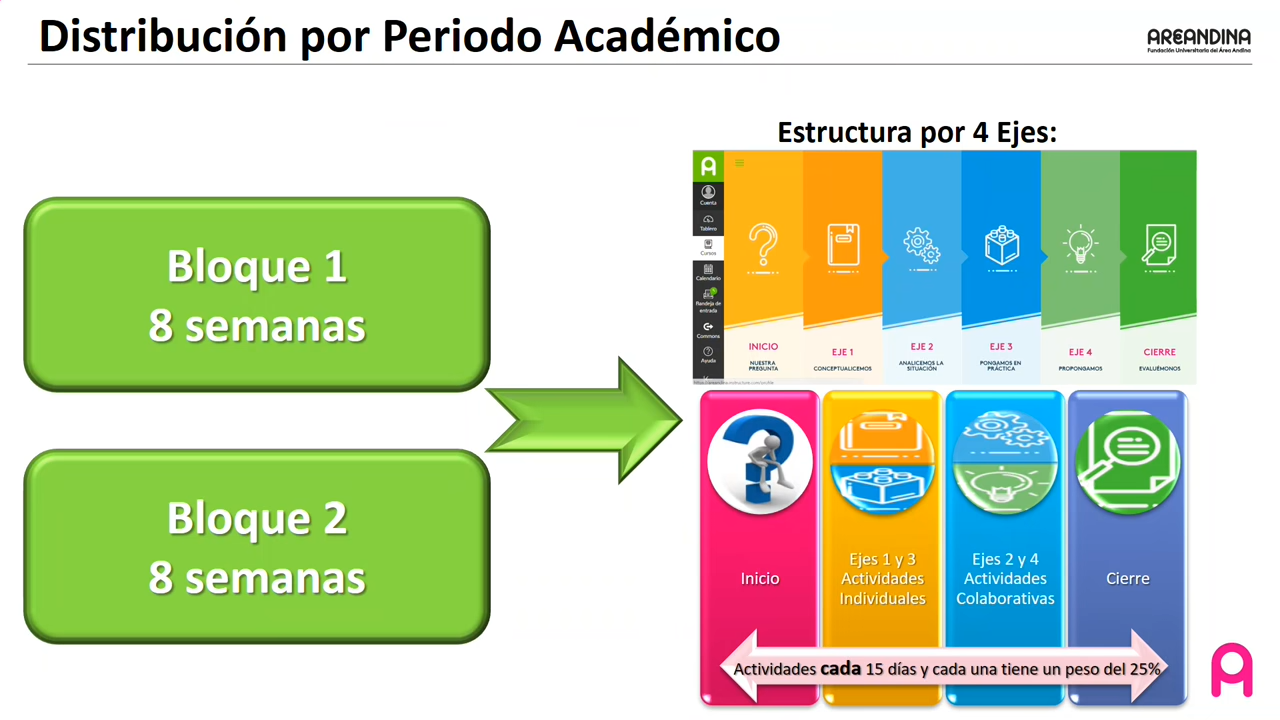 Distribución por Periodo Académico
AREANDINA
Fundación Universitaria del Área Andina
Bloque 1
8 semanas
Bloque 2
8 semanas
Estructura por 4 Ejes:
Cuenta
Tablero
Cursos
Calendario
Bandeja de
entrada
Commons
Ayuda
INICIO
NUESTRA
PREGUNTA
EJE 1
CONCEPTUALICEMOS
EJE 2
ANALICEMOS LA
SITUACIÓN
EJE 3
PONGAMOS EN
PRÁCTICA
EJE 4
PROPONGAMOS
CIERRE
EVALUÉMONOS
Inicio
Ejes 1 y 3
Actividades
Individuales
Ejes 2 y 4
Actividades
Colaborativas
Cierre
Actividades cada 15 días y cada una tiene un peso del 25%